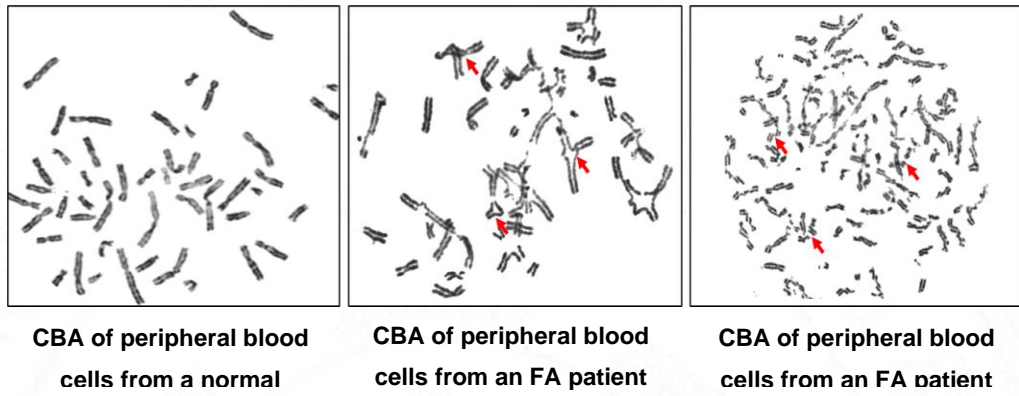 CBA of peripheral blood
cells from a normal
CBA of peripheral blood
cells from an FA patient
CBA of peripheral blood
cells from an FA patient